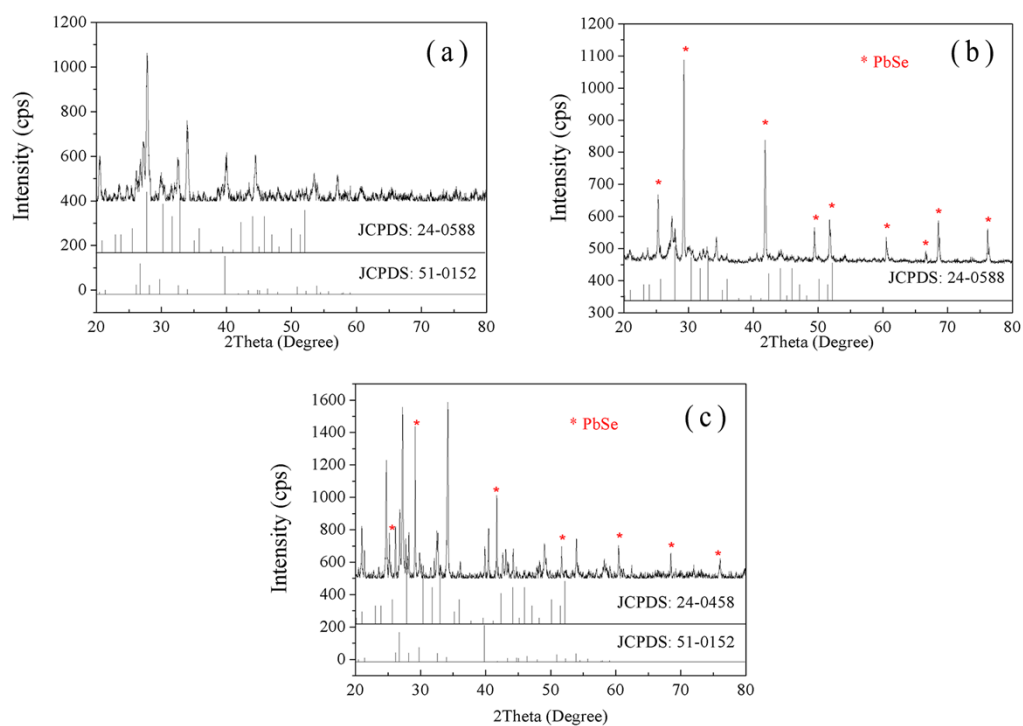 (a)
1200
1000
800
600
400
200
0
Intensity (cps)
JCPDS: 24-0588
JCPDS: 51-0152
20 30 40 50 60 70 80
2Theta (Degree)
(b)
* PbSe
1200
1100
1000
900
800
700
600
500
400
300
Intensity (cps)
JCPDS: 24-0588
20 30 40 50 60 70 80
2Theta (Degree)
(c)
* PbSe
1600
1400
1200
1000
800
600
200
0
Intensity (cps)
JCPDS: 24-0458
JCPDS: 51-0152
20 30 40 50 60 70 80
2Theta (Degree)